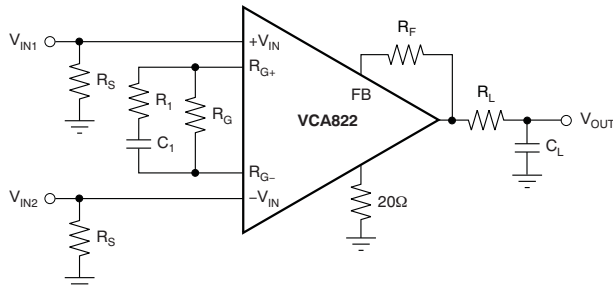 V_IN1
+V_IN
R_S
R_G+
R_1
R_G
C_1
R_G−
V_IN2
−V_IN
R_S
FB
VCA822
R_F
R_L
V_OUT
C_L
20Ω